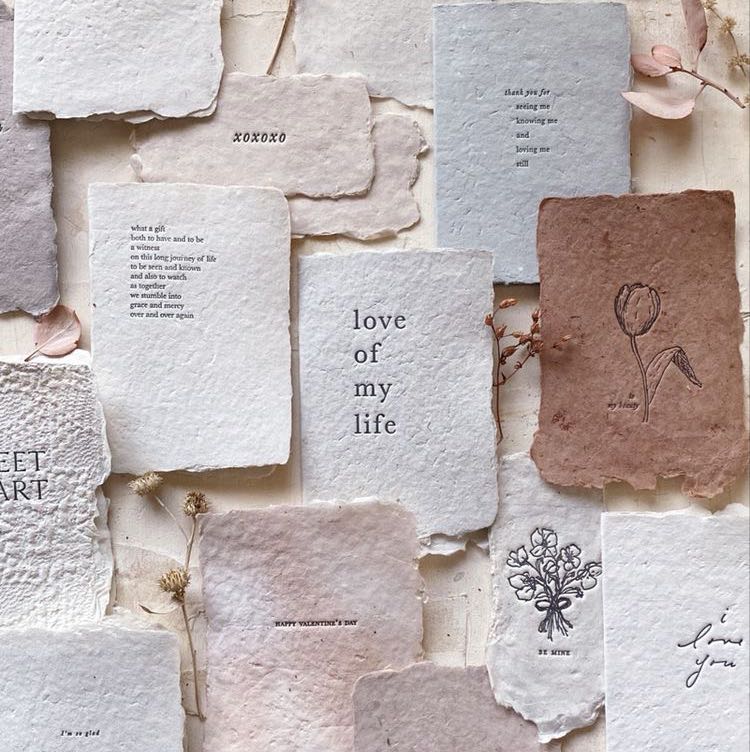 xoxoxo
thank you for
seeing me
knowing me
and
loving me
still
what a gift
both to have and to be
a witness
on this long journey of life
to be seen and known
and also to watch
as together
we stumble into
grace and mercy
over and over again
love
of
my
life
to
my beauty
EET
ART
HAPPY VALENTINE'S DAY
BE MINE
i
love
you
I'm so glad